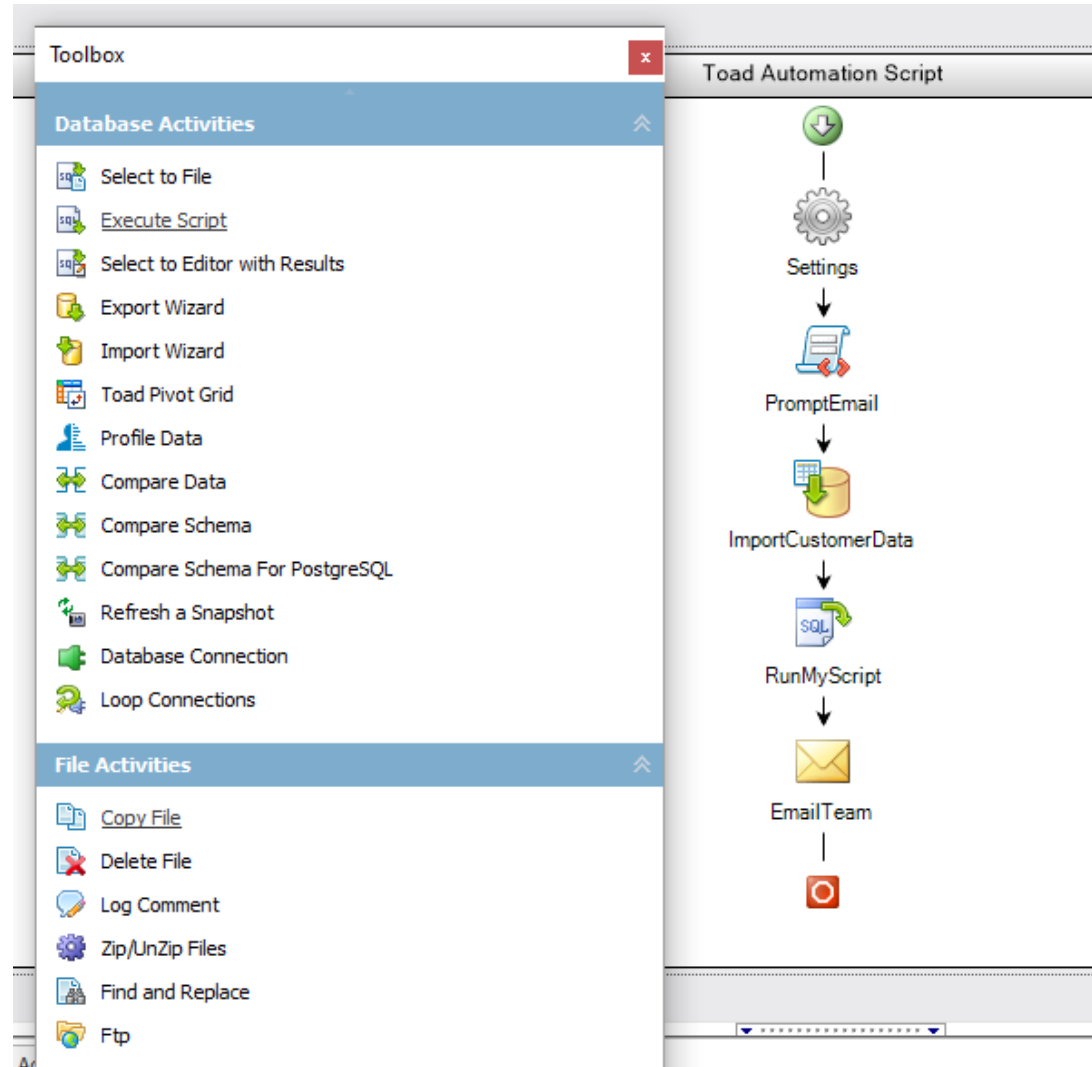 Toolbox
x
Database Activities
Select to File
Execute Script
Select to Editor with Results
Export Wizard
Import Wizard
Toad Pivot Grid
Profile Data
Compare Data
Compare Schema
Compare Schema For PostgreSQL
Refresh a Snapshot
Database Connection
Loop Connections
File Activities
Copy File
Delete File
Log Comment
Zip/UnZip Files
Find and Replace
Ftp
Toad Automation Script
Settings
PromptEmail
ImportCustomerData
SQL
RunMyScript
EmailTeam